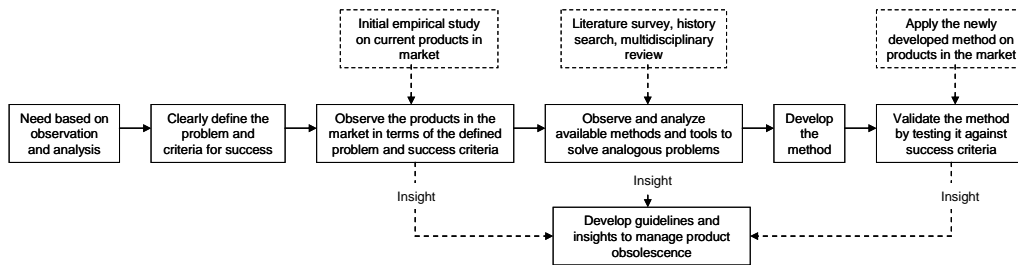 Initial empirical study
on current products in
market
Literature survey, history
search, multidisciplinary
review
Apply the newly
developed method on
products in the market
Need based on
observation
and analysis
Clearly define the
problem and
criteria for success
Observe the products in the
market in terms of the defined
problem and success criteria
Observe and analyze
available methods and tools to
solve analogous problems
Develop
the
method
Validate the method
by testing it against
success criteria
Insight
Insight
Insight
Develop guidelines and
insights to manage product
obsolescence